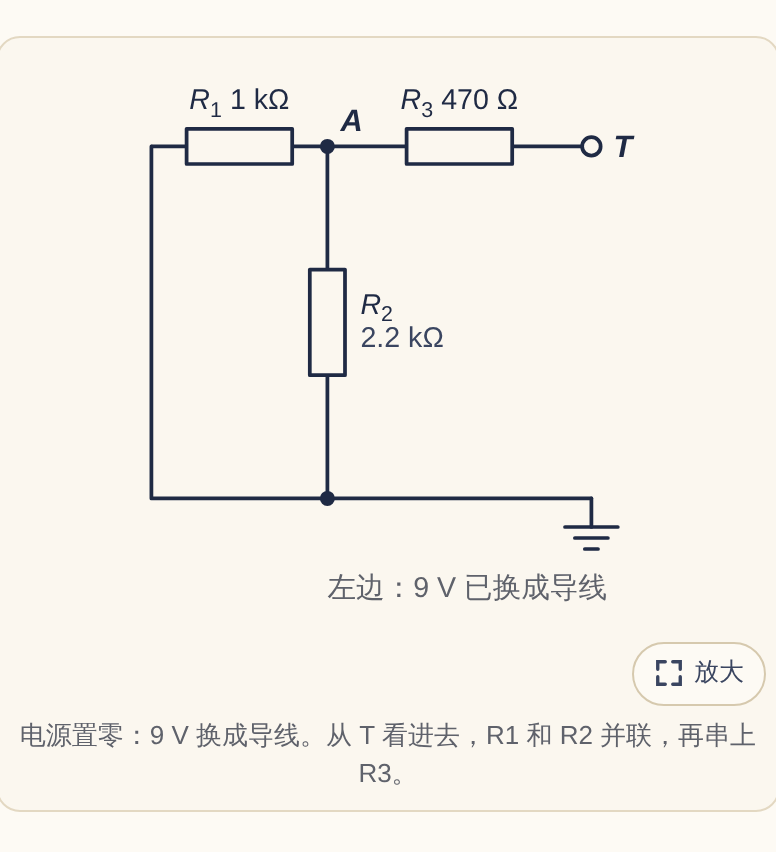 R1 1 kΩ
A
R3 470 Ω
T
R2
2.2 kΩ
左边：9 V 已换成导线
放大
电源置零：9 V 换成导线。从 T 看进去，R1 和 R2 并联，再串上
R3。